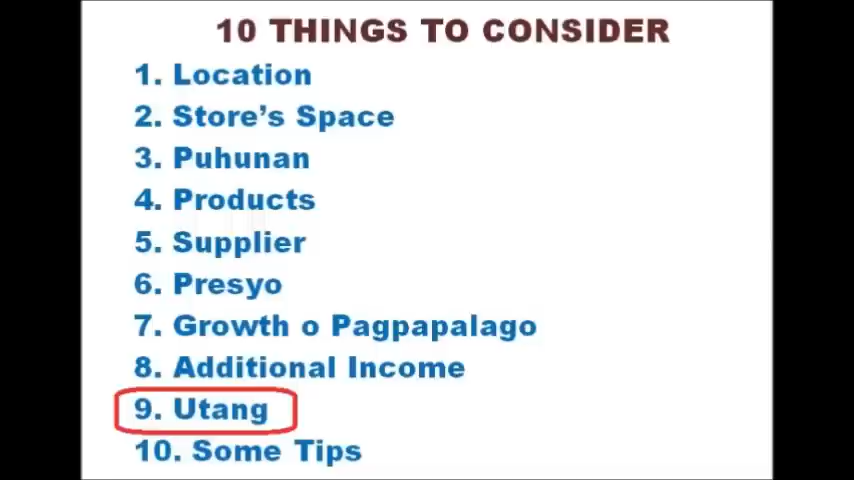 10 THINGS TO CONSIDER
1. Location
2. Store's Space
3. Puhunan
4. Products
5. Supplier
6. Presyo
7. Growth o Pagpapalago
8. Additional Income
9. Utang
10. Some Tips